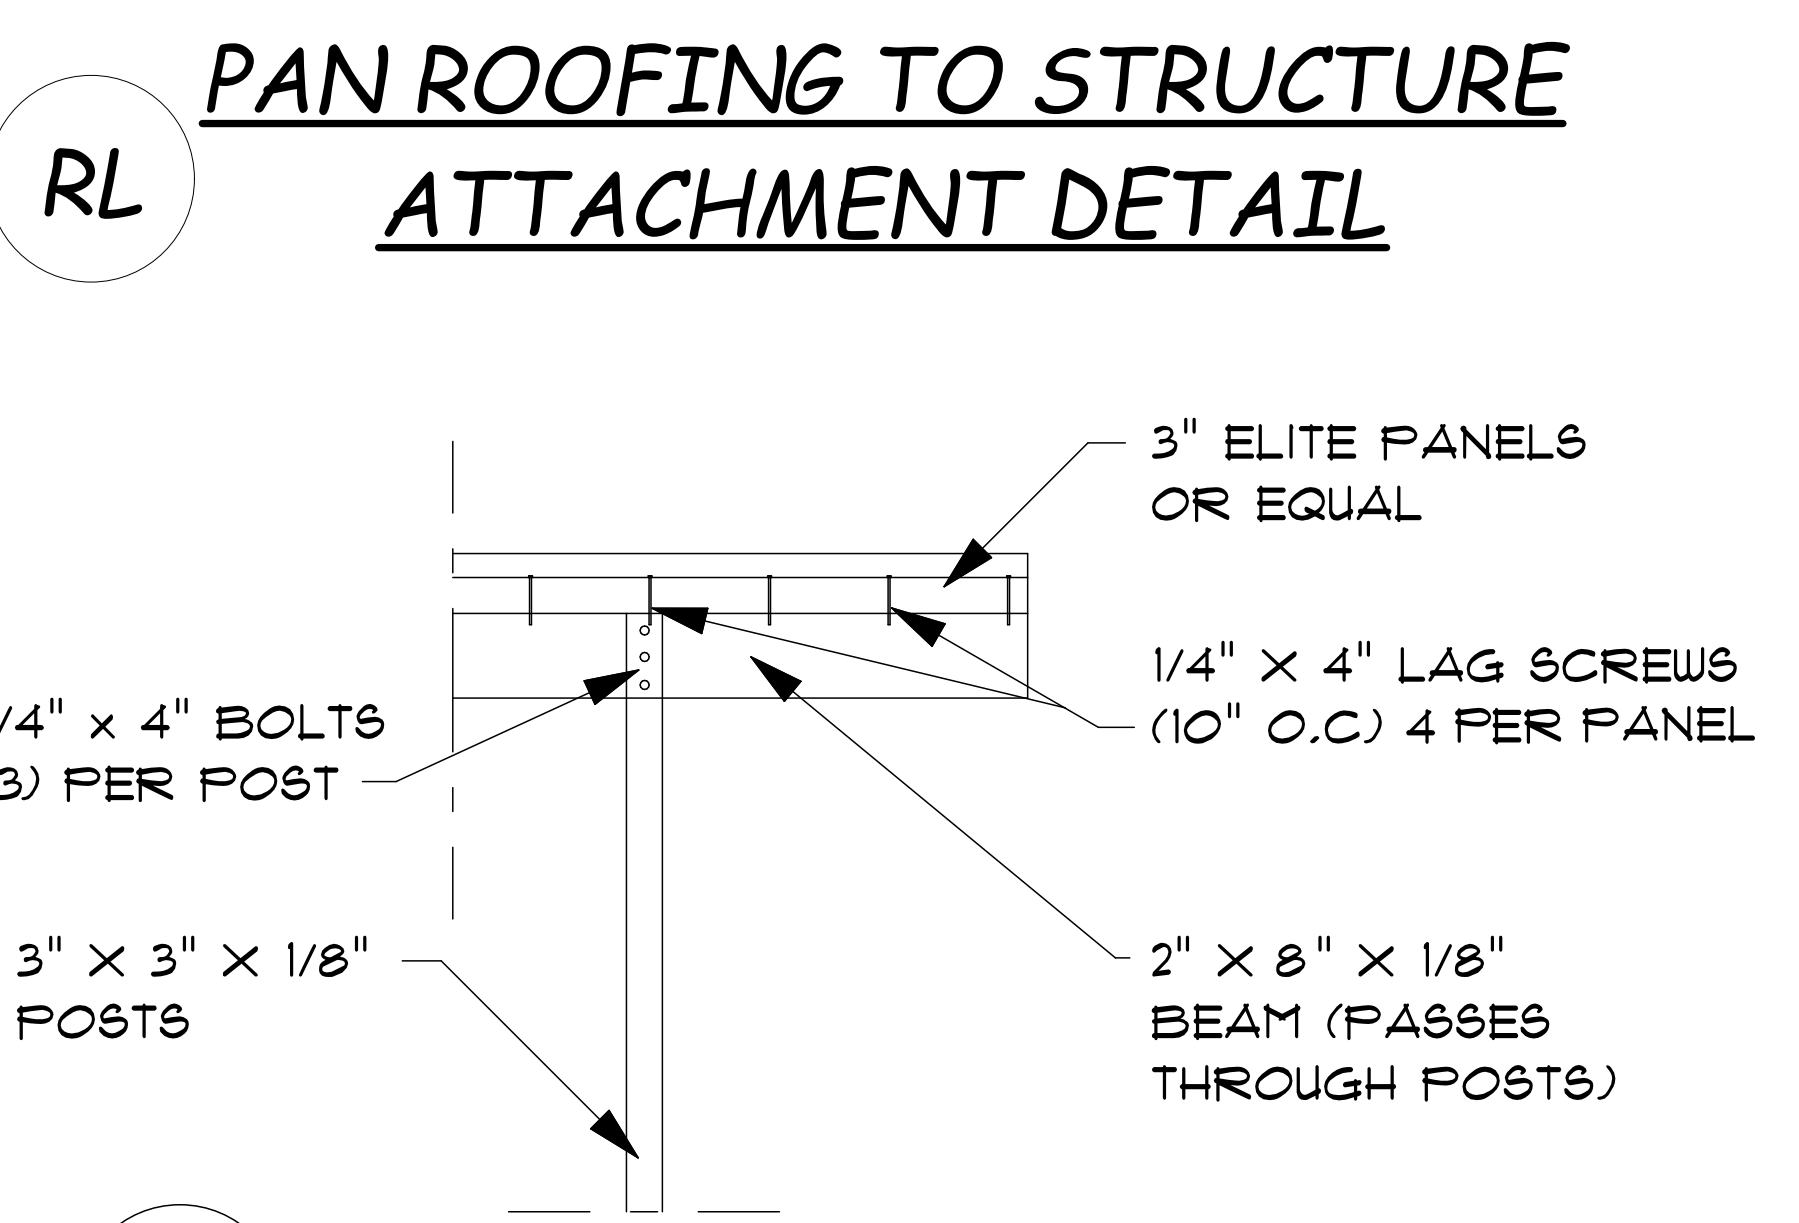 PAN ROOFING TO STRUCTURE
RL
ATTACHMENT DETAIL
3" ELITE PANELS
OR EQUAL
1/4" X 4" LAG SCREWS
(10" O.C) 4 PER PANEL
/4" x 4" BOLTS
3) PER POST
3" X 3" X 1/8"
POSTS
2" X 8" X 1/8"
BEAM (PASSES
THROUGH POSTS)